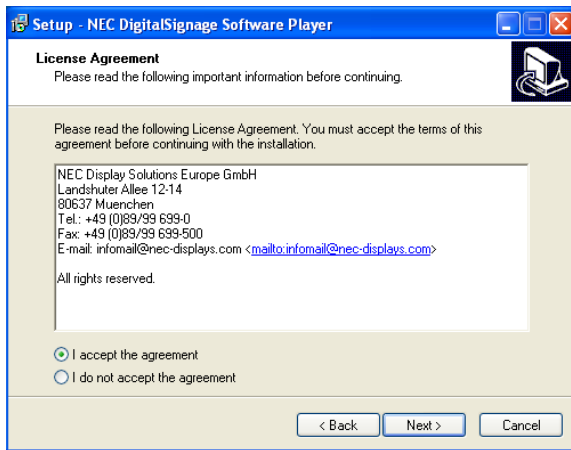 Setup - NEC DigitalSignage Software Player
License Agreement
Please read the following important information before continuing.
Please read the following License Agreement. You must accept the terms of this
agreement before continuing with the installation.
NEC Display Solutions Europe GmbH
Landshuter Allee 12-14
80637 Muenchen
Tel.: +49 (0)89/99 699-0
Fax: +49 (0)89/99 699-500
E-mail: infomail@nec-displays.com <mailto:infomail@nec-displays.com>
All rights reserved.
I accept the agreement
I do not accept the agreement
< Back
Next >
Cancel